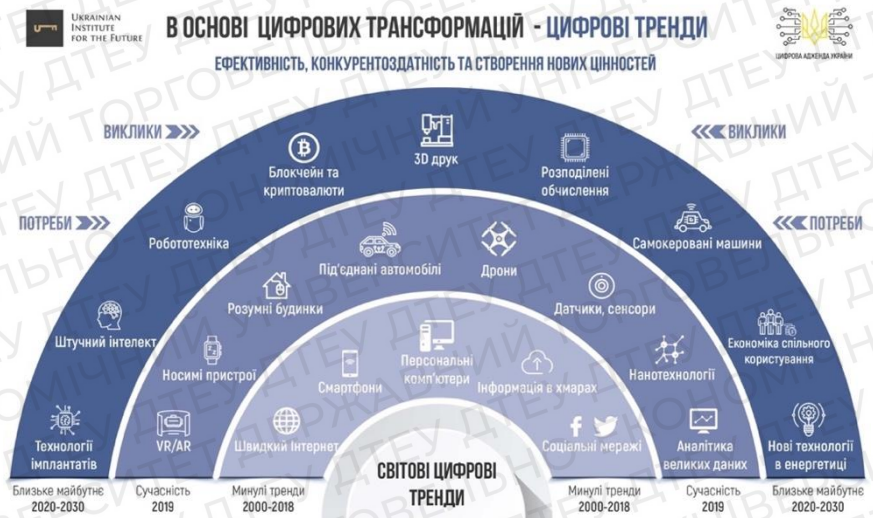 UKRAINIAN
INSTITUTE
FOR THE FUTURE
В ОСНОВІ ЦИФРОВИХ ТРАНСФОРМАЦІЙ - ЦИФРОВІ ТРЕНДИ
ЕФЕКТИВНІСТЬ, КОНКУРЕНТОЗДАТНІСТЬ ТА СТВОРЕННЯ НОВИХ ЦІННОСТЕЙ
ЦИФРОВА АДЖЕНДА УКРАЇНИ
ВИКЛИКИ
ВИКЛИКИ
ПОТРЕБИ
ПОТРЕБИ
Технології
імплантатів
Штучний інтелект
Робототехніка
Блокчейн та
криптовалюти
3D друк
Розподілені
обчислення
Самокеровані машини
Економіка спільного
користування
Нові технології
в енергетиці
VR/AR
Носимі пристрої
Розумні будинки
Під'єднані автомобілі
Дрони
Датчики, сенсори
Нанотехнології
Аналітика
великих даних
Швидкий Інтернет
Смартфони
Персональні
комп'ютери
Інформація в хмарах
Соціальні мережі
СВІТОВІ ЦИФРОВІ
ТРЕНДИ
Близьке майбутнє
2020-2030
Сучасність
2019
Минулі тренди
2000-2018
Минулі тренди
2000-2018
Сучасність
2019
Близьке майбутнє
2020-2030